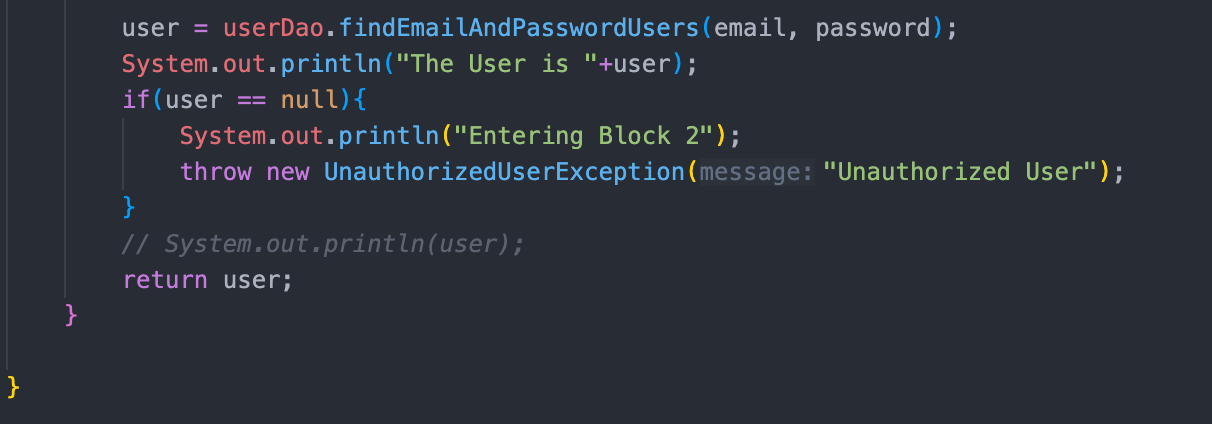 user = userDao.findEmailAndPasswordUsers(email, password);
System.out.println("The User is "+user);
if(user == null){
System.out.println("Entering Block 2");
throw new UnauthorizedUserException(message: "Unauthorized User");
}
// System.out.println(user);
return user;
}
}